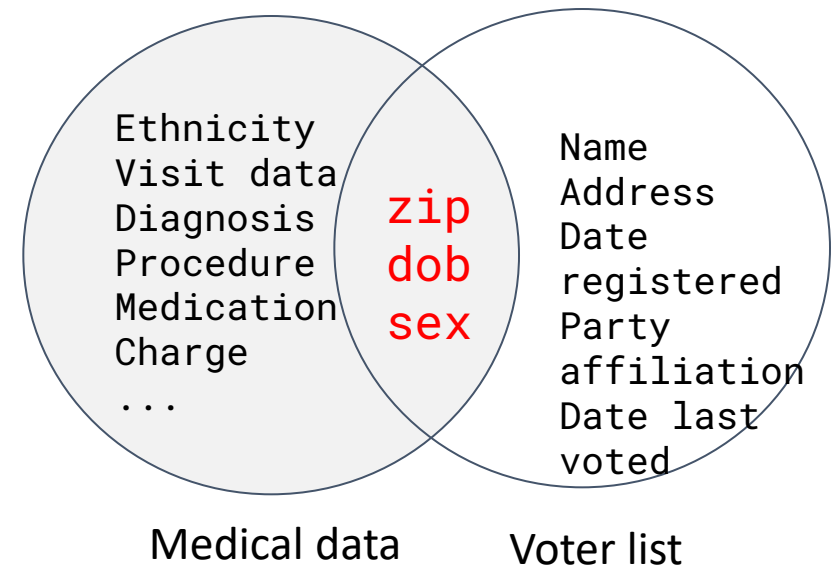 Ethnicity
Visit data
Diagnosis
Procedure
Medication
Charge
...
zip
dob
sex
Name
Address
Date
registered
Party
affiliation
Date last
voted
Medical data
Voter list